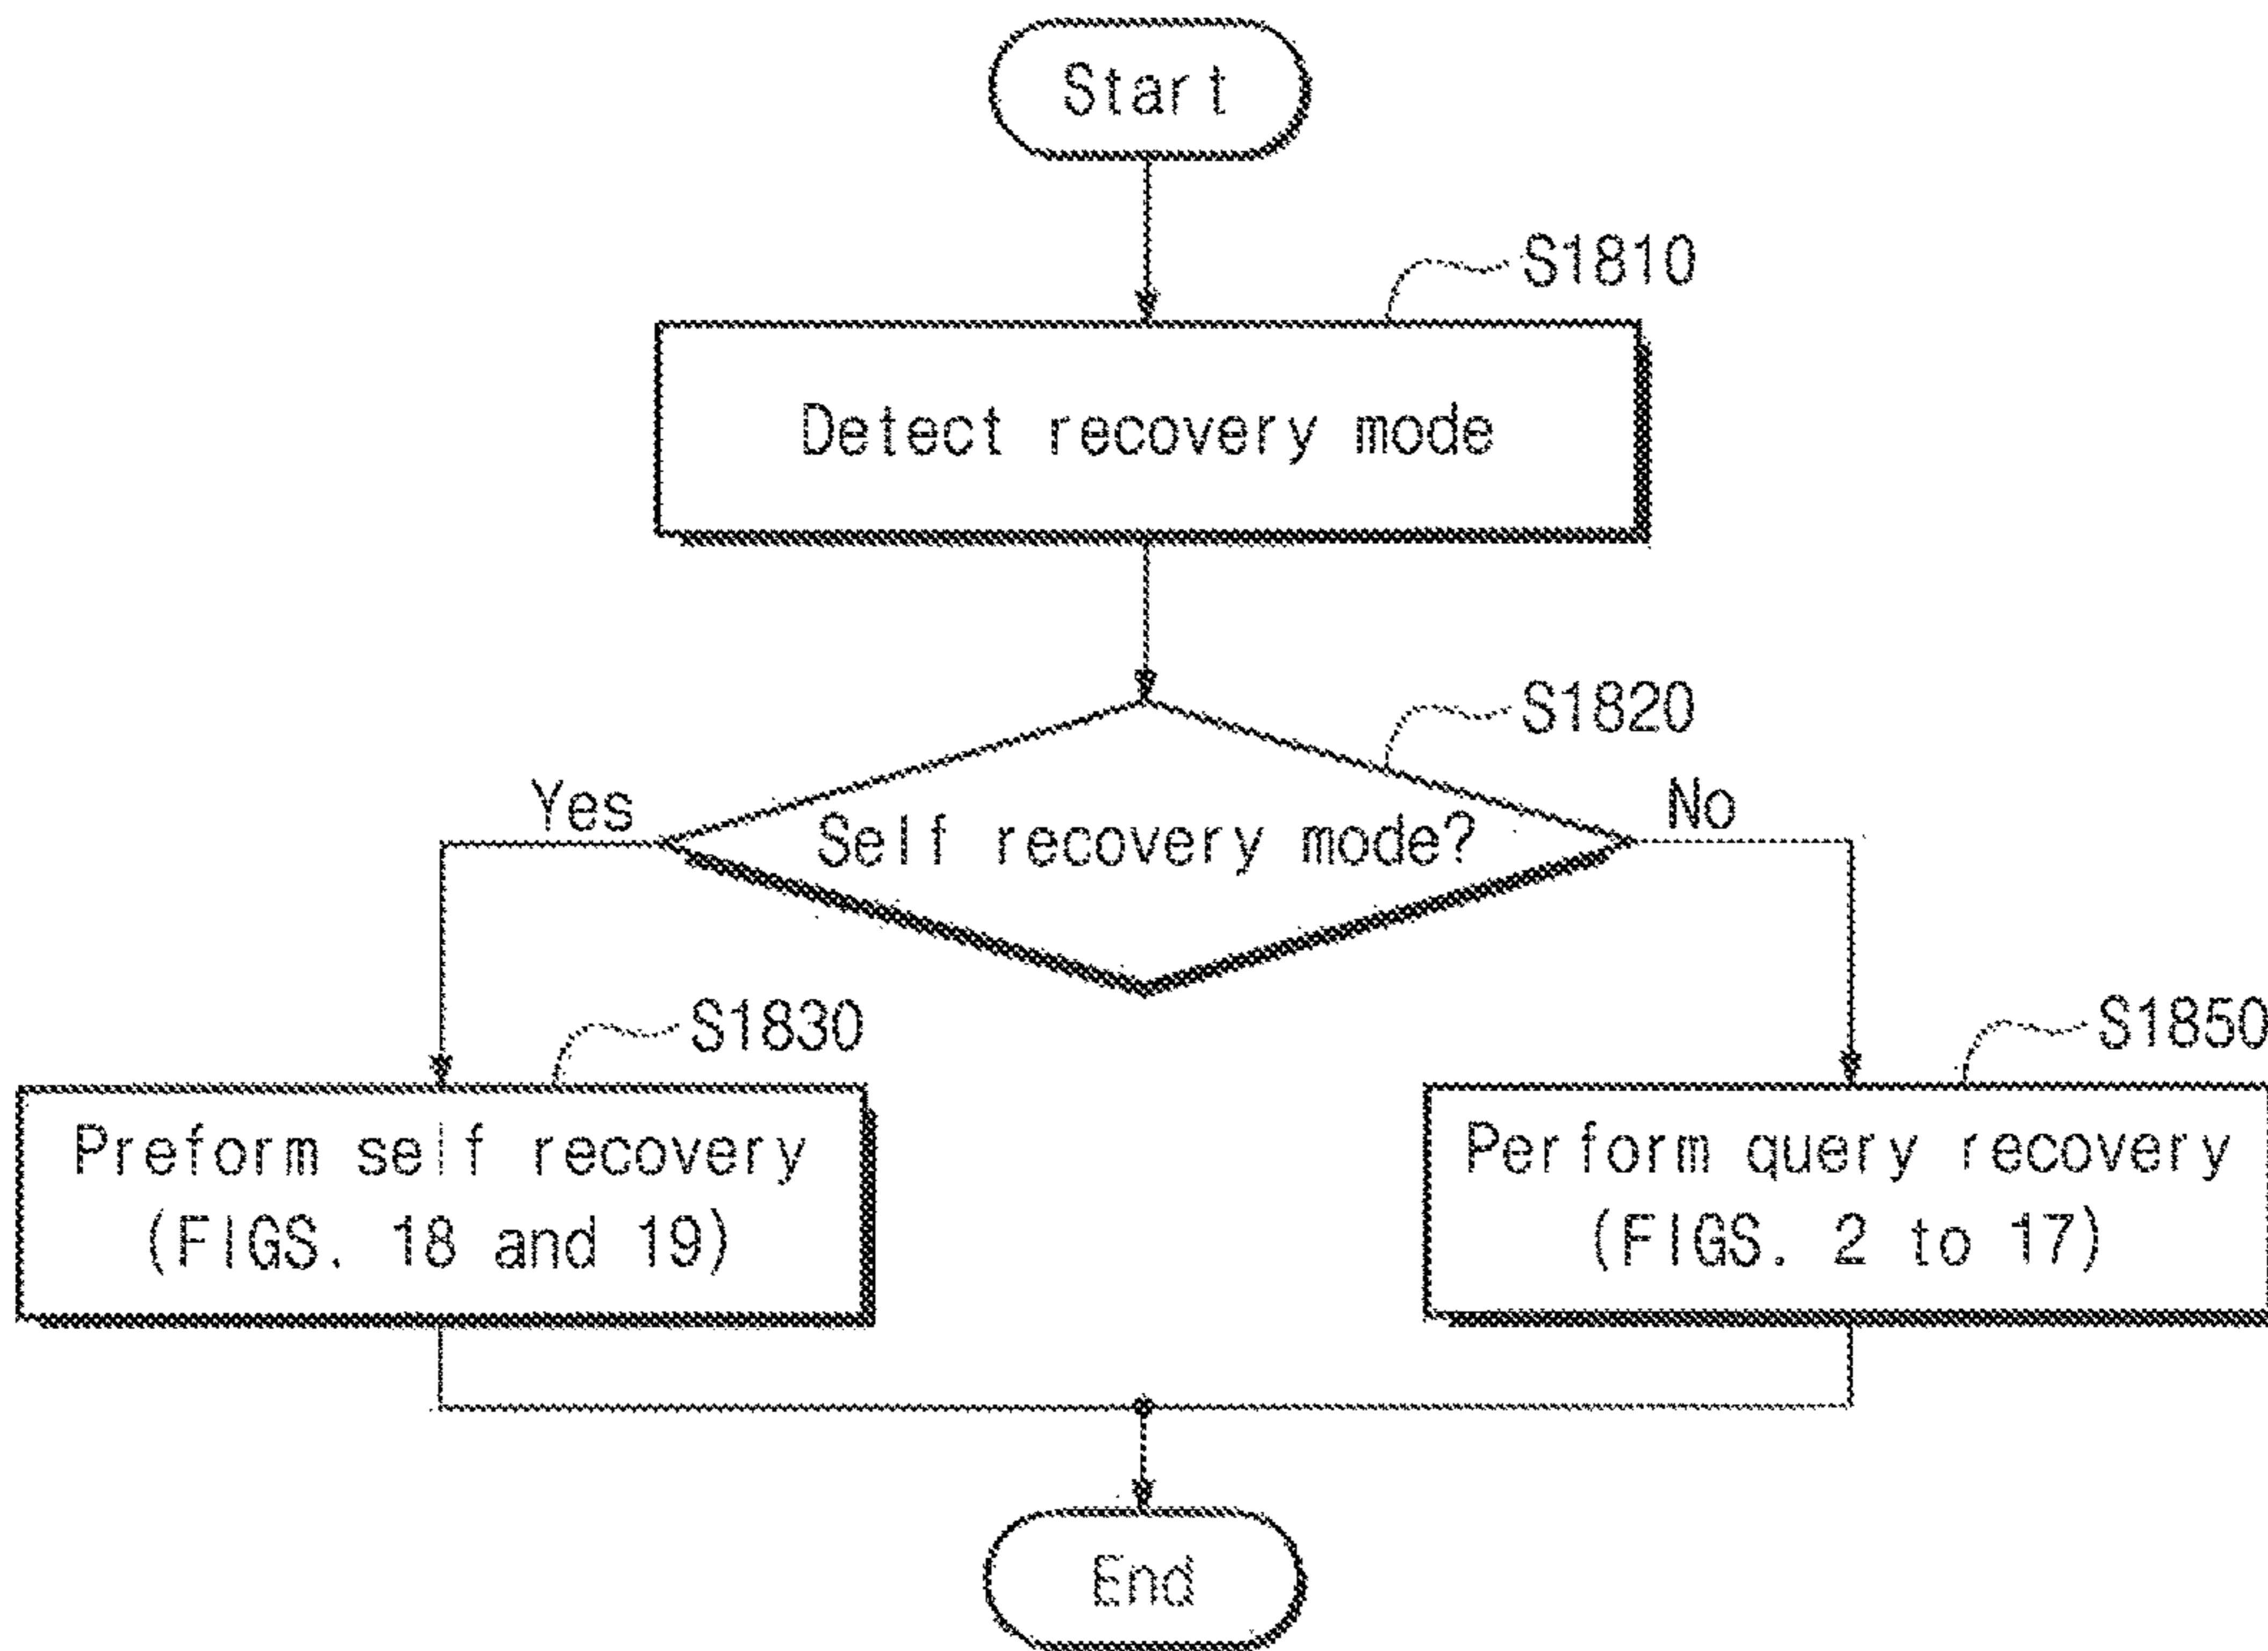 Start
S1810
Detect recovery mode
S1820
Yes
No
Self recovery mode?
S1830
S1850
Preform self recovery
(FIGS. 18 and 19)
Perform query recovery
(FIGS. 2 to 17)
End